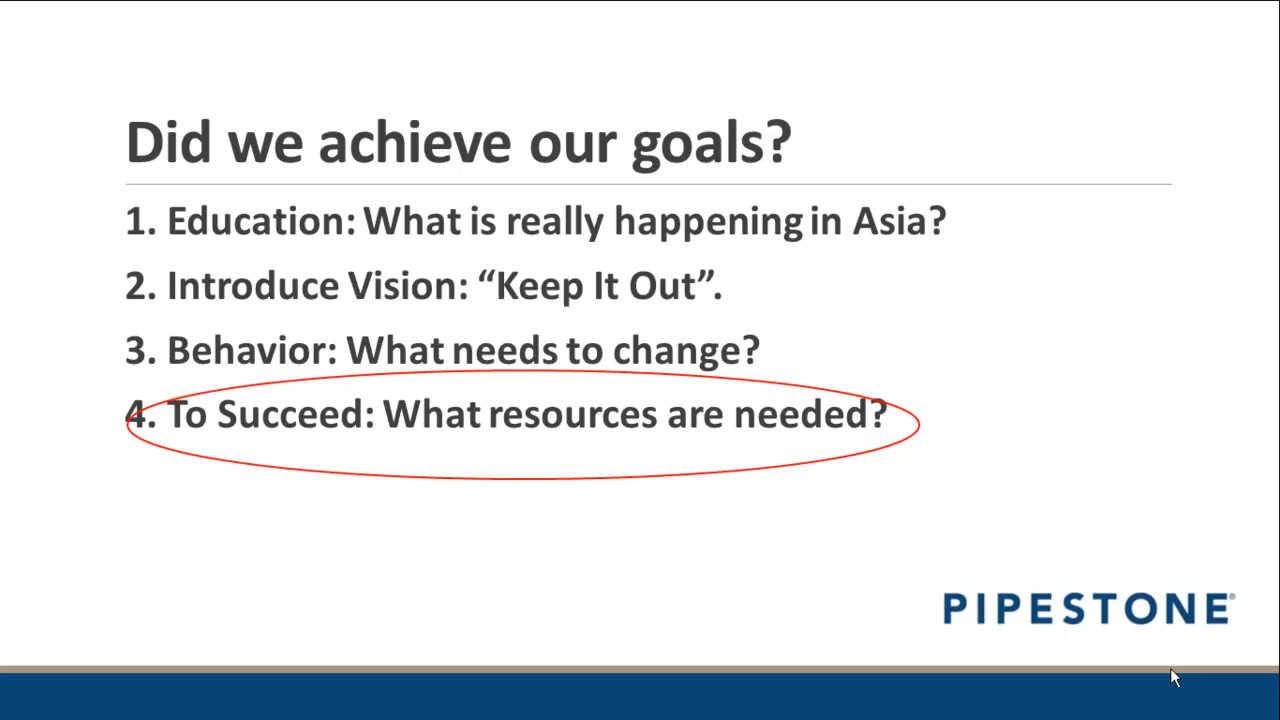 Did we achieve our goals?
1. Education: What is really happening in Asia?
2. Introduce Vision: “Keep It Out”.
3. Behavior: What needs to change?
4. To Succeed: What resources are needed?
PIPESTONE®